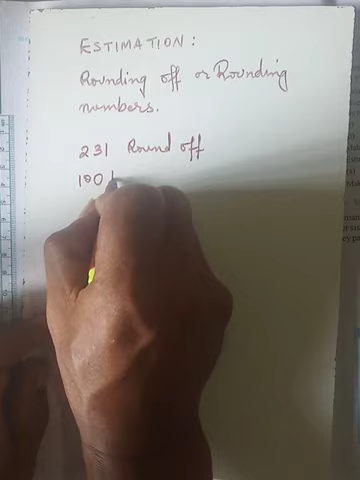 ESTIMATION:
Rounding off or Rounding
numbers.
231 Round off
100